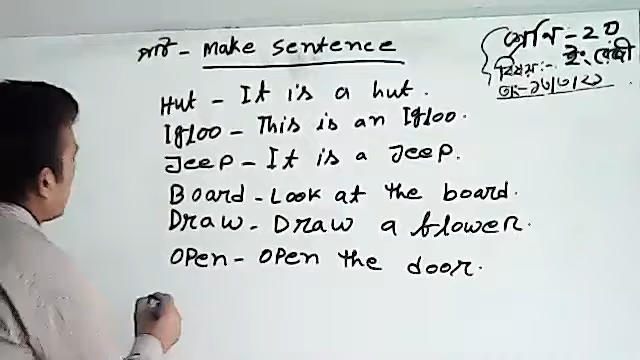 পাঠ - Make Sentence
শ্রেণি - 20
বিষয়:- ইংরেজী
Hut - It is a hut.
Igloo - This is an Igloo.
Jeep - It is a Jeep.
Board - Look at the board.
Draw - Draw a flower.
Open - Open the door.